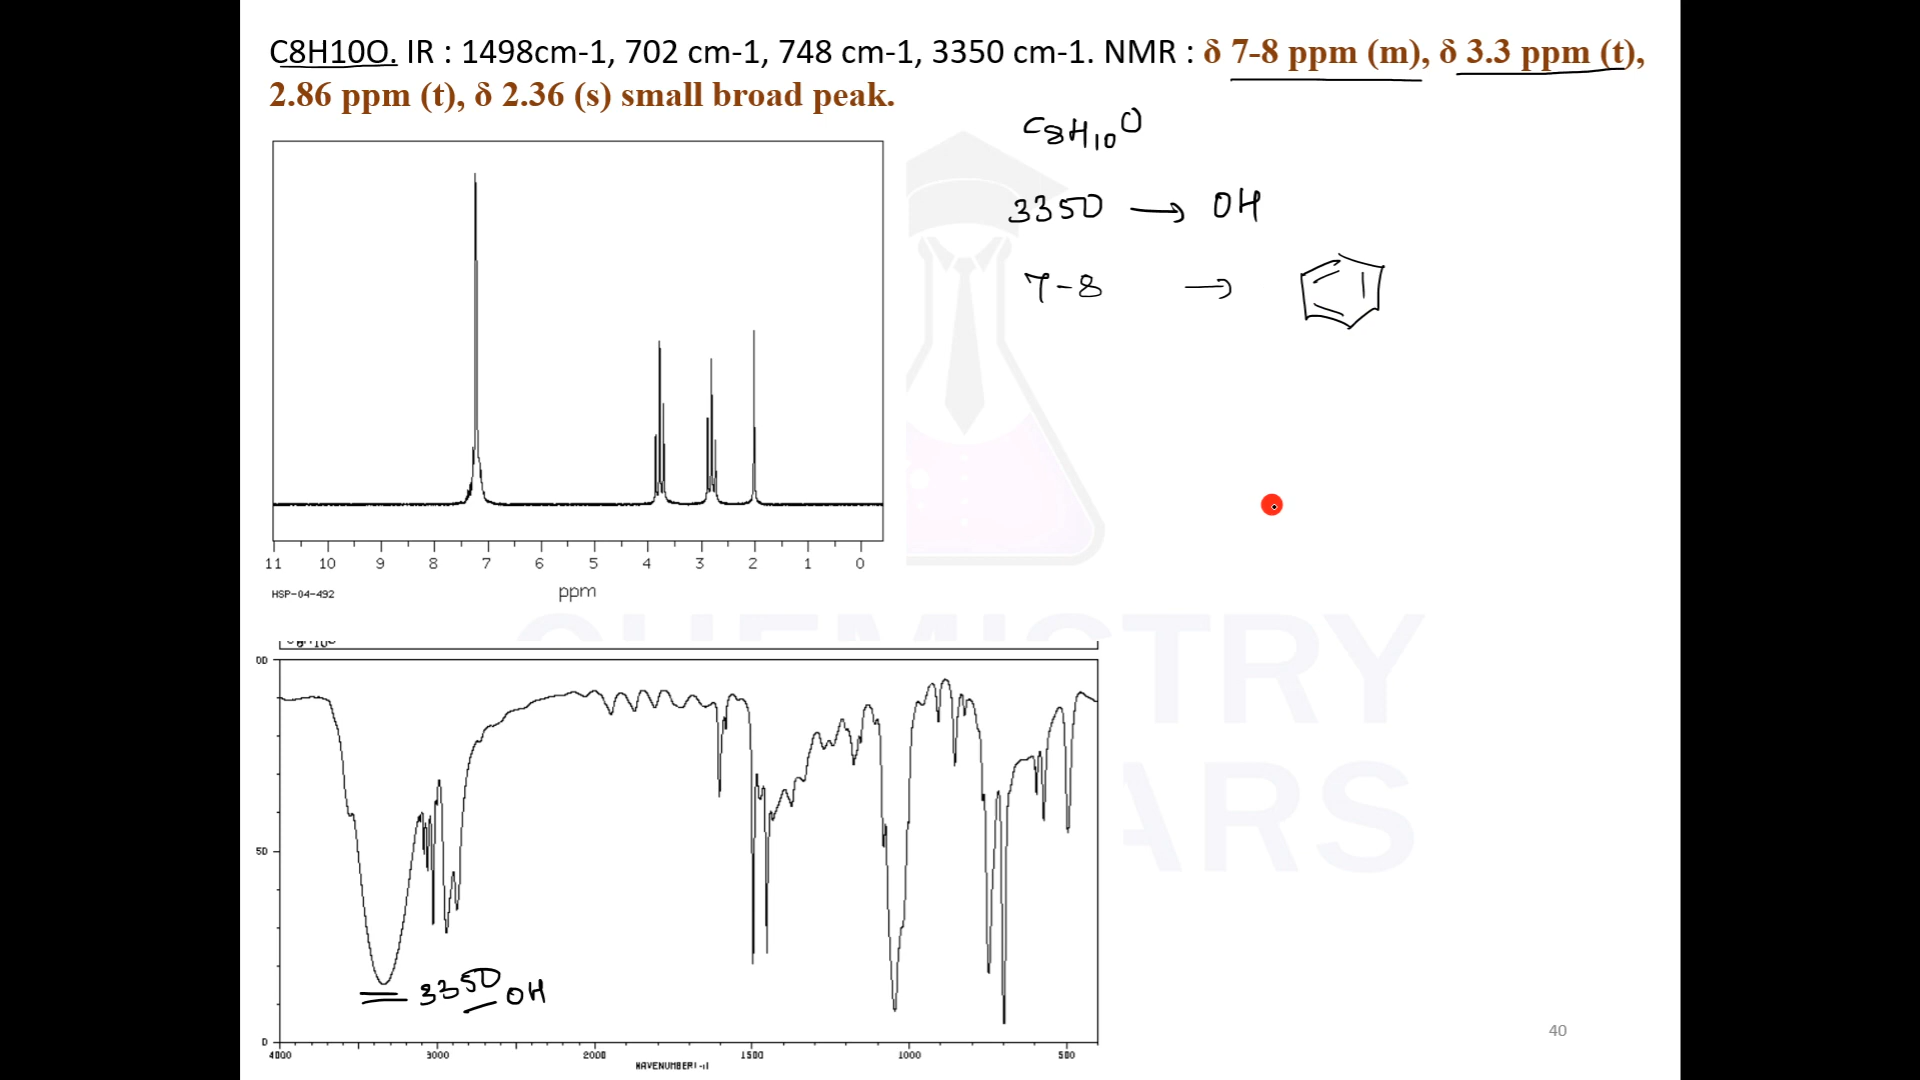 C8H10O. IR : 1498cm-1, 702 cm-1, 748 cm-1, 3350 cm-1. NMR : δ 7-8 ppm (m), δ 3.3 ppm (t),
2.86 ppm (t), δ 2.36 (s) small broad peak.
C8H10O
3350 → OH
7-8 →
11 10 9 8 7 6 5 4 3 2 1 0
HSP-04-492
ppm
CHEMISTRY
ARS
50
3350 OH
0
4000 3000 2000 1500 1000 500
40